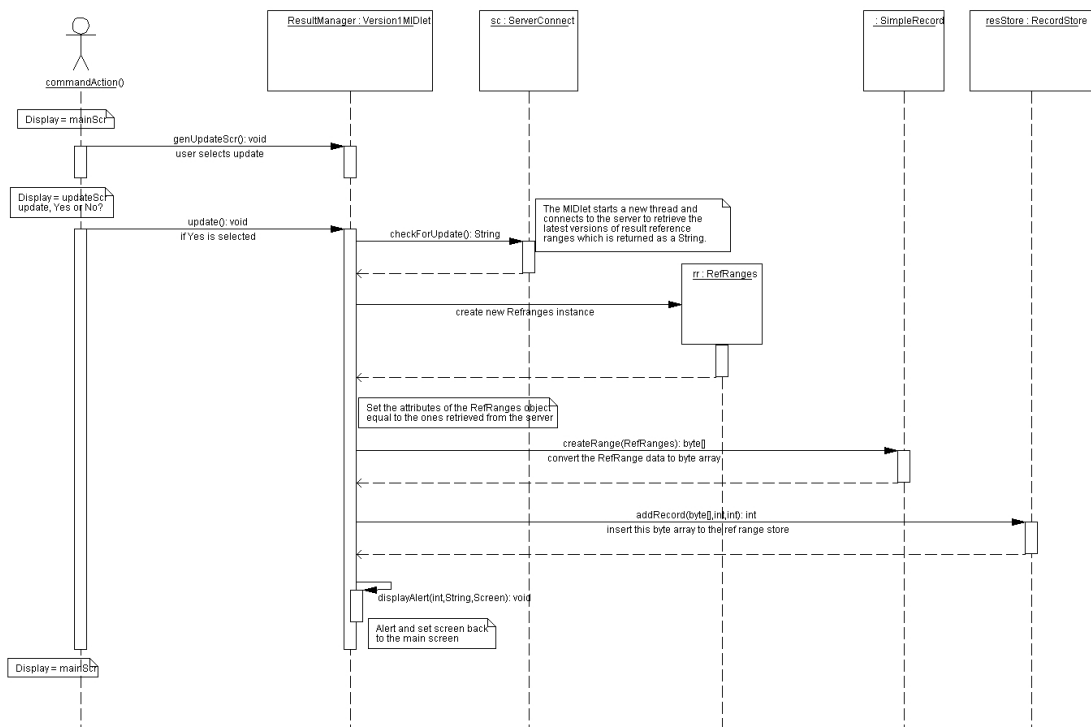 ResultManager : Version1MIDlet
sc : ServerConnect
: SimpleRecord
resStore : RecordStore
commandAction()
Display = mainScr
genUpdateScr(): void
user selects update
Display = updateScr
update, Yes or No?
update(): void
if Yes is selected
The MIDlet starts a new thread and
connects to the server to retrieve the
latest versions of result reference
ranges which is returned as a String.
checkForUpdate(): String
rr : RefRanges
create new Refranges instance
Set the attributes of the RefRanges object
equal to the ones retrieved from the server
createRange(RefRanges): byte[]
convert the RefRange data to byte array
addRecord(byte[],int,int): int
insert this byte array to the ref range store
displayAlert(int,String,Screen): void
Alert and set screen back
to the main screen
Display = mainScr